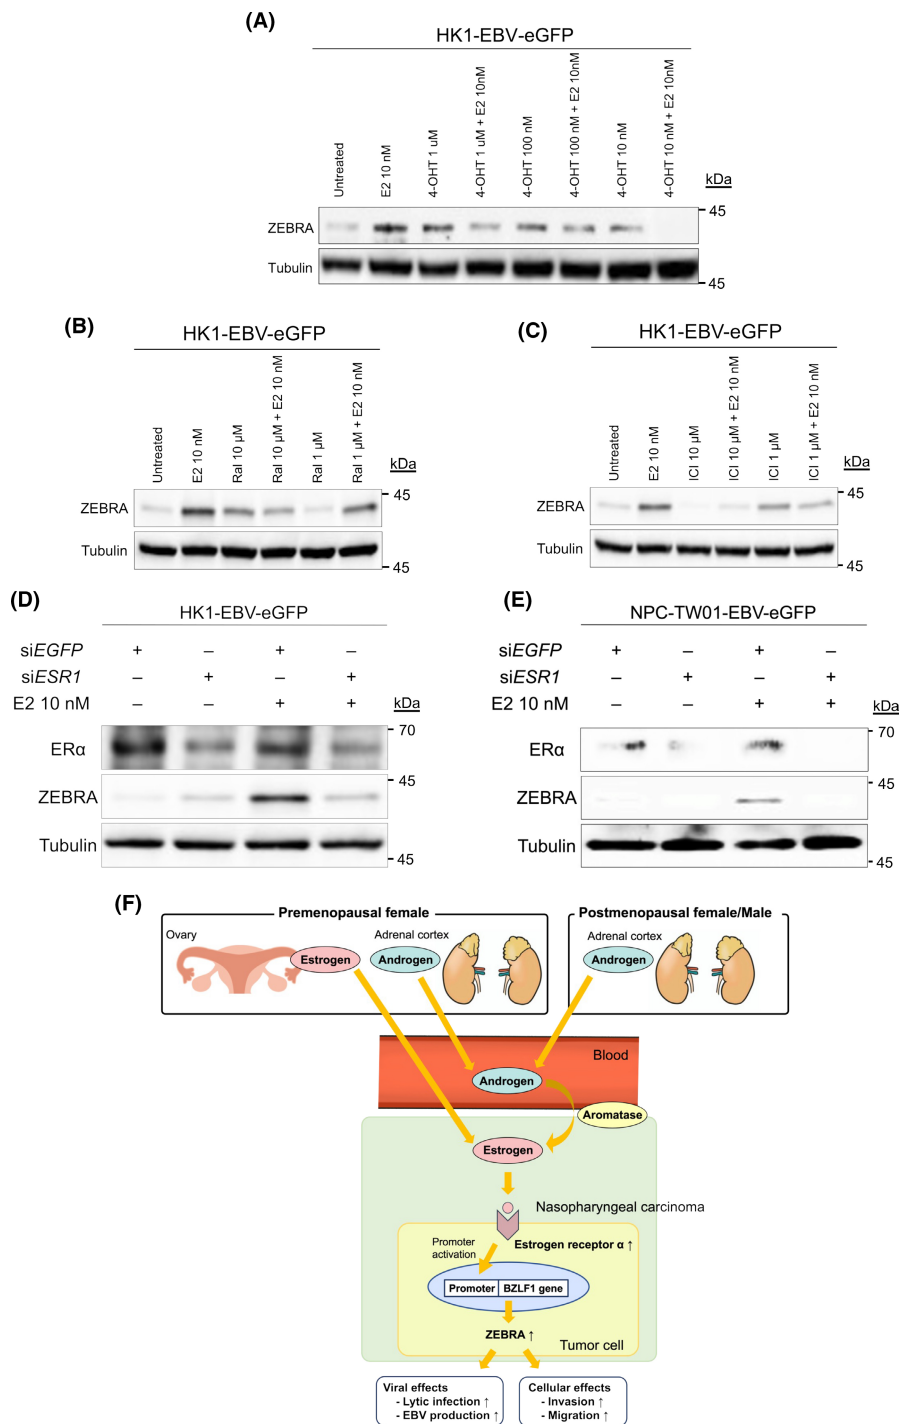 (A)
HK1-EBV-eGFP
Untreated
E2 10 nM
4-OHT 1 uM
4-OHT 1 uM + E2 10nM
4-OHT 100 nM
4-OHT 100 nM + E2 10nM
4-OHT 10 nM
4-OHT 10 nM + E2 10nM
kDa
45
ZEBRA
Tubulin
45
(B)
HK1-EBV-eGFP
Untreated
E2 10 nM
Ral 10 µM
Ral 10 µM + E2 10 nM
Ral 1 µM
Ral 1 µM + E2 10 nM
kDa
45
ZEBRA
Tubulin
45
(C)
HK1-EBV-eGFP
Untreated
E2 10 nM
ICI 10 µM
ICI 10 µM + E2 10 nM
ICI 1 µM
ICI 1 µM + E2 10 nM
kDa
45
ZEBRA
Tubulin
45
(D)
HK1-EBV-eGFP
siEGFP + – + –
siESR1 – + – +
E2 10 nM – – + + kDa
70
ERα
45
ZEBRA
Tubulin
45
(E)
NPC-TW01-EBV-eGFP
siEGFP + – + –
siESR1 – + – +
E2 10 nM – – + + kDa
70
ERα
45
ZEBRA
Tubulin
45
(F)
Premenopausal female
Ovary
Estrogen
Adrenal cortex
Androgen
Postmenopausal female/Male
Adrenal cortex
Androgen
Blood
Androgen
Aromatase
Estrogen
Nasopharyngeal carcinoma
Promoter
activation
Estrogen receptor α ↑
Promoter BZLF1 gene
ZEBRA ↑
Tumor cell
Viral effects
- Lytic infection ↑
- EBV production ↑
Cellular effects
- Invasion ↑
- Migration ↑